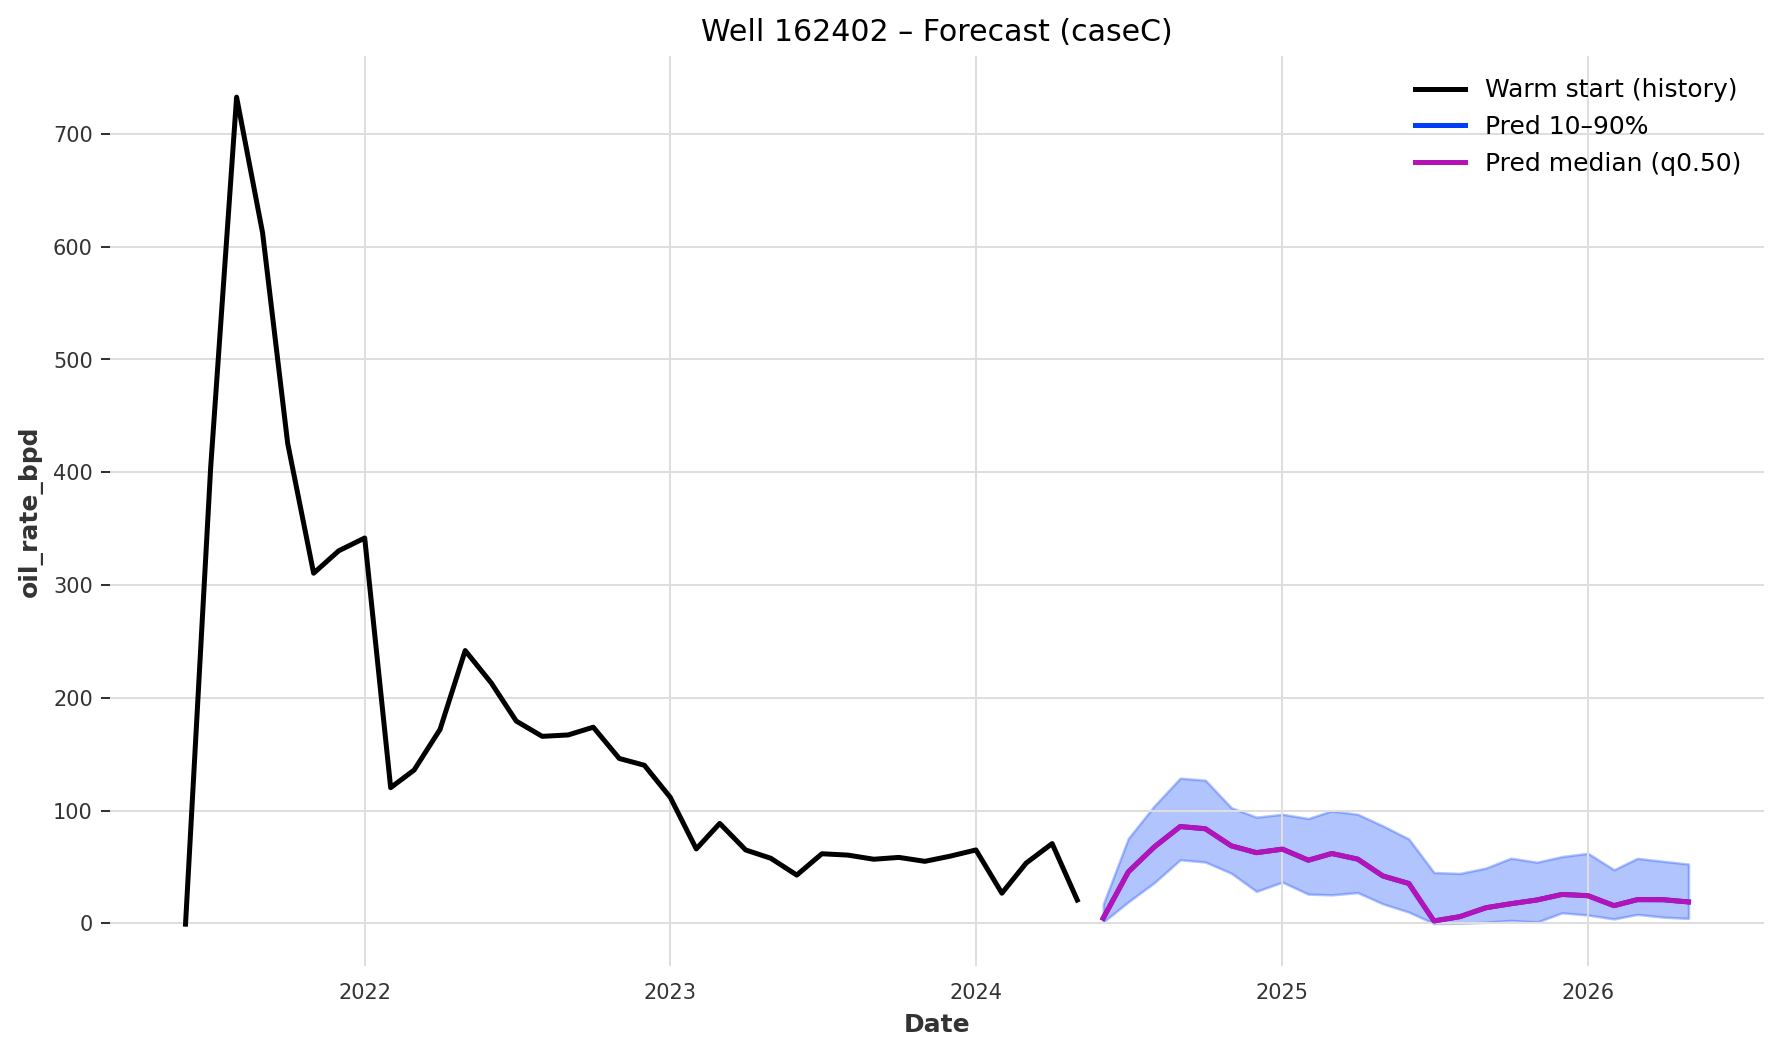 Well 162402 – Forecast (caseC)
Warm start (history)
Pred 10–90%
Pred median (q0.50)
oil_rate_bpd
700
600
500
400
300
200
100
0
2022
2023
2024
2025
2026
Date